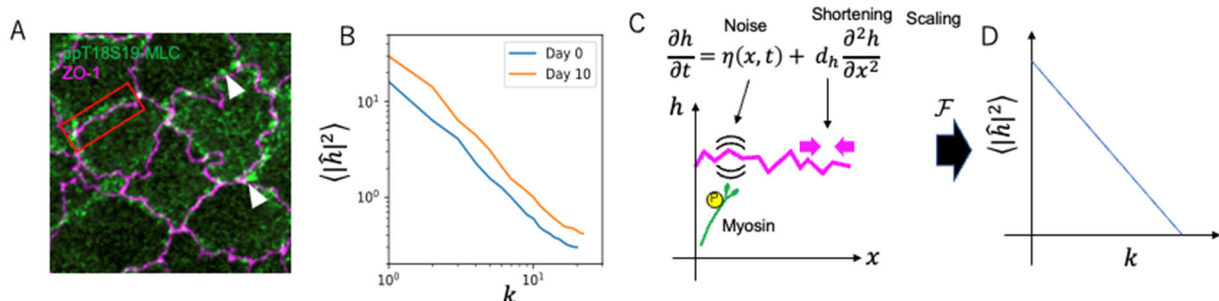 A
ppT18S19-MLC
ZO-1
B
⟨|ĥ|²⟩
10¹
10⁰
Day 0
Day 10
10⁰
10¹
k
C
Noise
Shortening
Scaling
∂h/∂t = η(x, t) + d_h ∂²h/∂x²
h
P
Myosin
x
ℱ
D
⟨|ĥ|²⟩
k